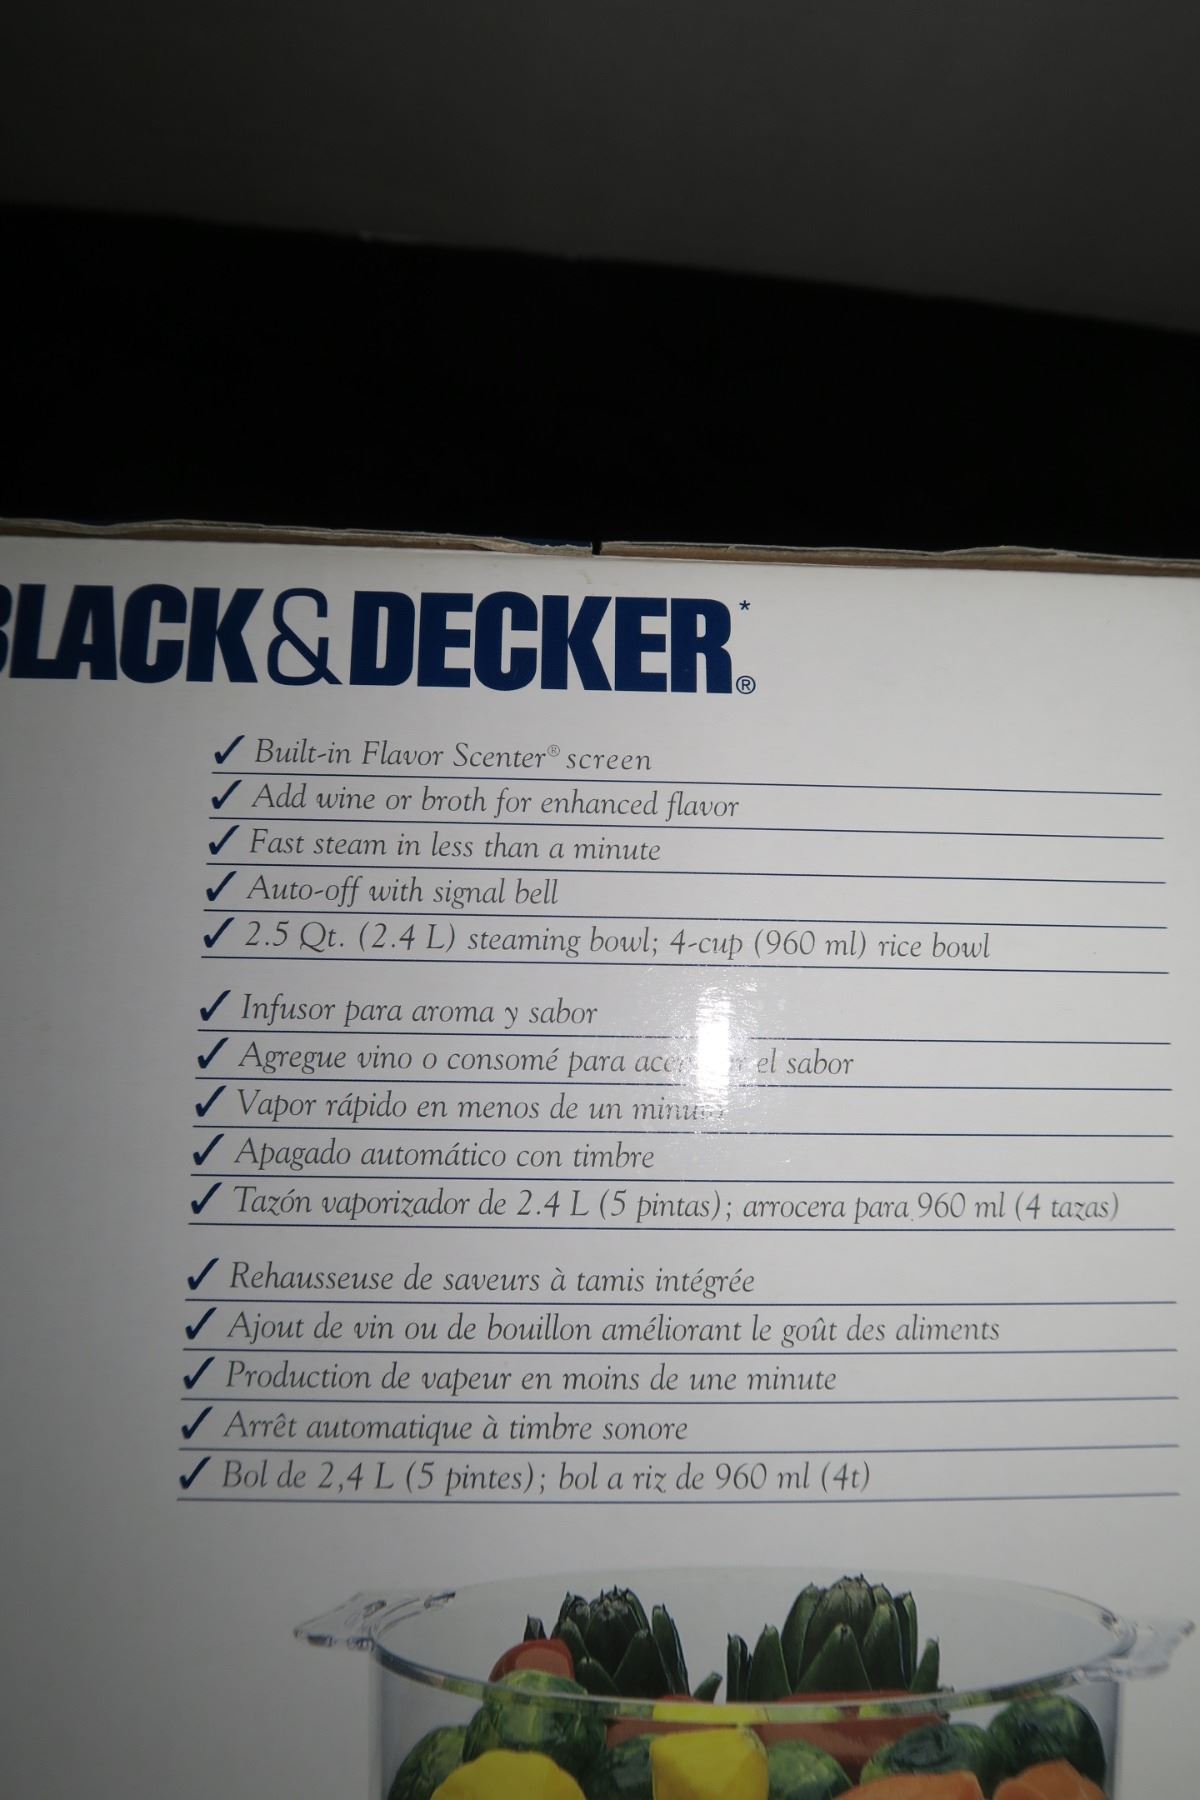 BLACK&DECKER*®
✓ Built-in Flavor Scenter® screen
✓ Add wine or broth for enhanced flavor
✓ Fast steam in less than a minute
✓ Auto-off with signal bell
✓ 2.5 Qt. (2.4 L) steaming bowl; 4-cup (960 ml) rice bowl
✓ Infusor para aroma y sabor
✓ Agregue vino o consomé para el sabor
✓ Vapor rápido en menos de un minuto
✓ Apagado automático con timbre
✓ Tazón vaporizador de 2.4 L (5 pintas); arrocera para 960 ml (4 tazas)
✓ Rehausseuse de saveurs à tamis intégrée
✓ Ajout de vin ou de bouillon améliorant le goût des aliments
✓ Production de vapeur en moins de une minute
✓ Arrêt automatique à timbre sonore
✓ Bol de 2,4 L (5 pintes); bol a riz de 960 ml (4t)